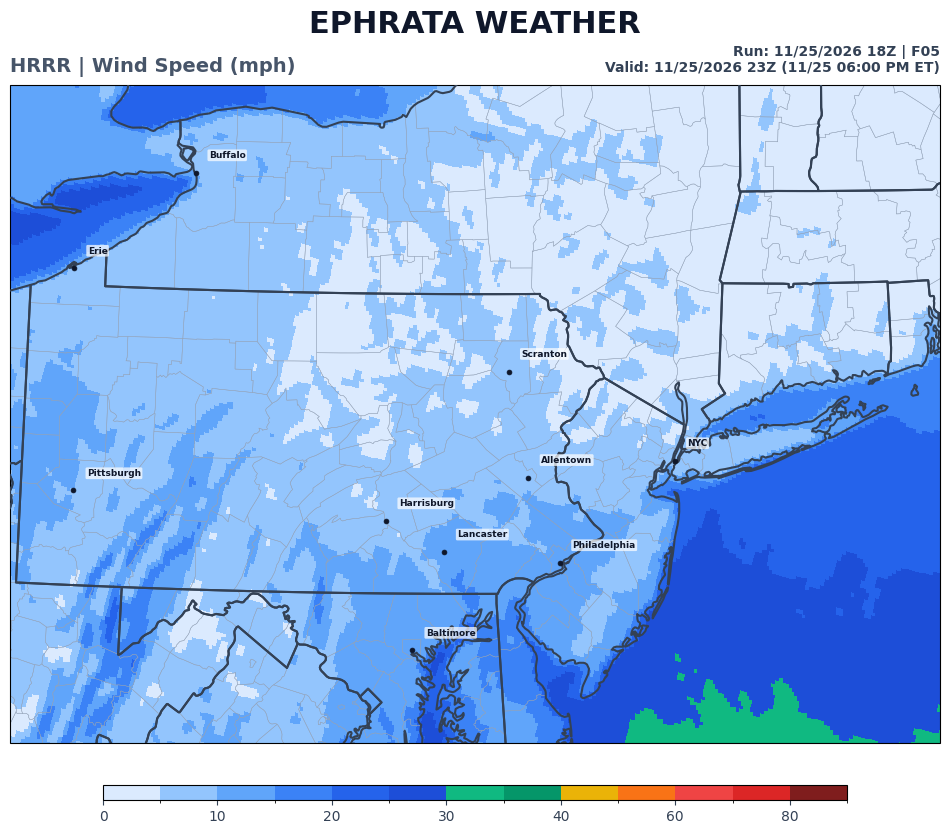 EPHRATA WEATHER
HRRR | Wind Speed (mph)
Run: 11/25/2026 18Z | F05
Valid: 11/25/2026 23Z (11/25 06:00 PM ET)
Buffalo
Erie
Scranton
NYC
Allentown
Pittsburgh
Harrisburg
Lancaster
Philadelphia
Baltimore
0 10 20 30 40 50 60 70 80